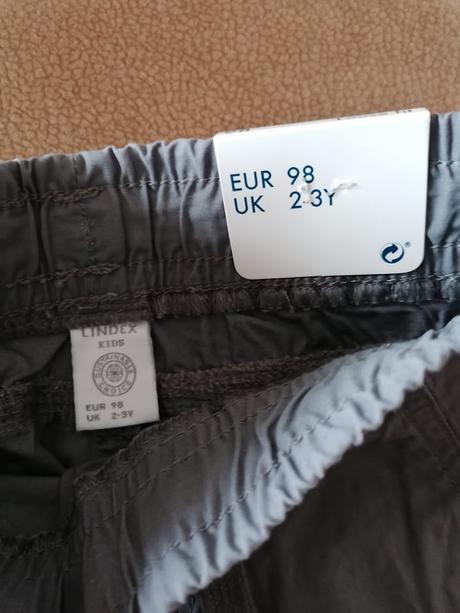 EUR 98
UK 2-3Y
LINDEX
KIDS
SUSTAINABLE CHOICE
EUR 98
UK 2-3Y